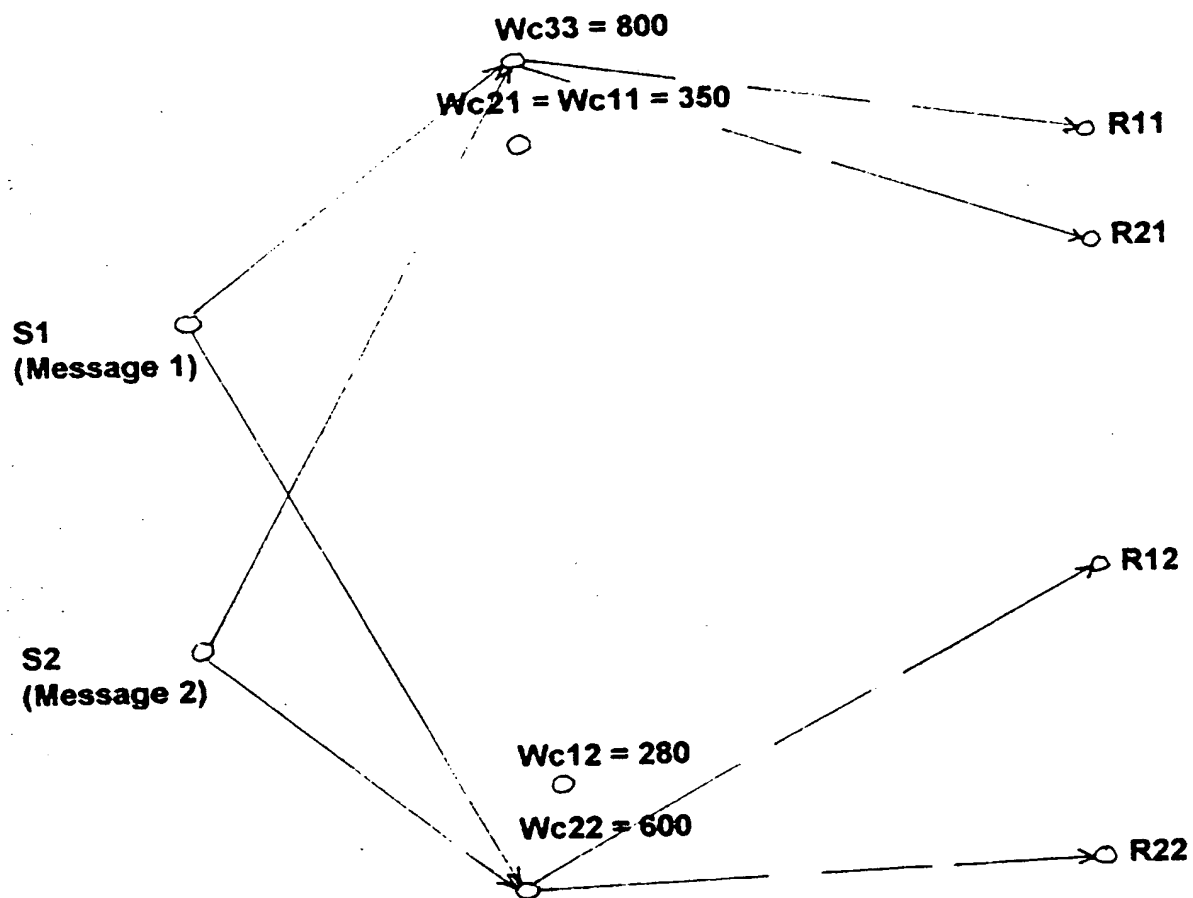 Wc33 = 800
Wc21 = Wc11 = 350
R11
R21
S1
(Message 1)
R12
S2
(Message 2)
Wc12 = 280
Wc22 = 600
R22